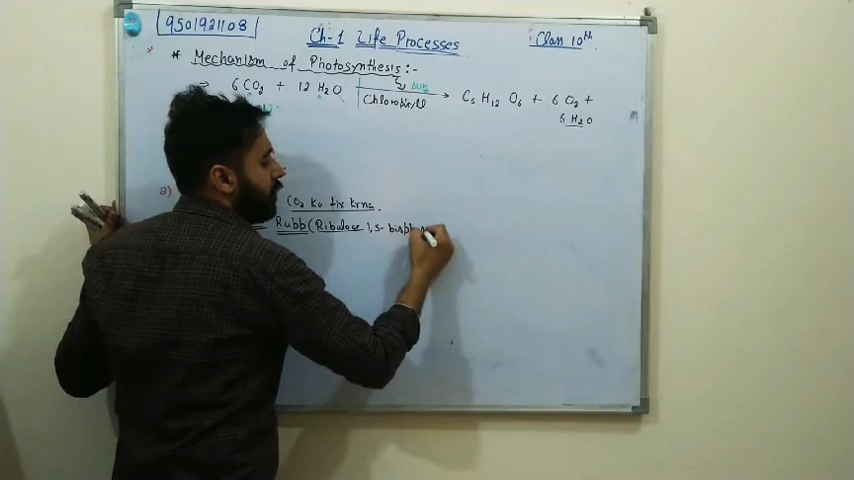 9501921108
Ch-1 Life Processes
Class 10th
* Mechanism of Photosynthesis :-
→ 6 CO2 + 12 H2O → C6 H12 O6 + 6 O2 +
Sun
Chlorophyll
6 H2O
a)
CO2 Ko fix krna.
Rubb (Ribulose 1,5- bisph